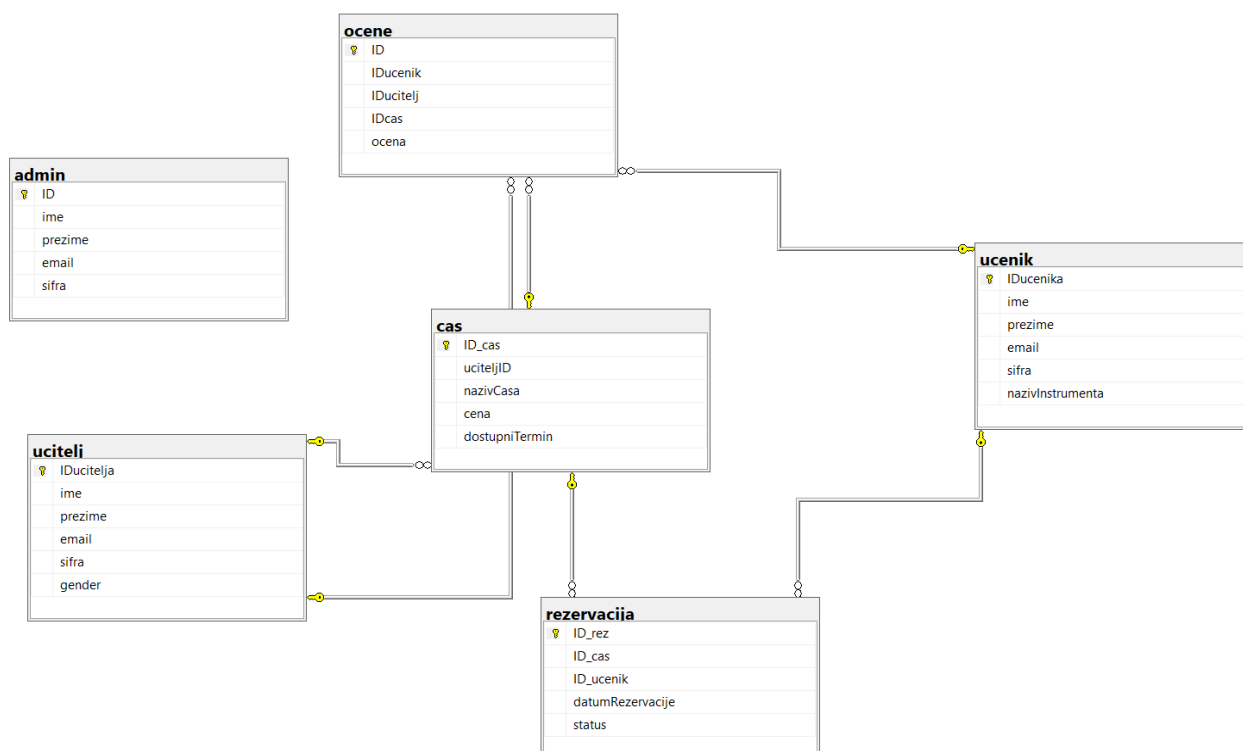 ocene
ID
IDucenik
IDucitelj
IDcas
ocena
admin
ID
ime
prezime
email
sifra
ucenik
IDucenika
ime
prezime
email
sifra
nazivInstrumenta
cas
ID_cas
uciteljID
nazivCasa
cena
dostupniTermin
ucitelj
IDucitelja
ime
prezime
email
sifra
gender
rezervacija
ID_rez
ID_cas
ID_ucenik
datumRezervacije
status